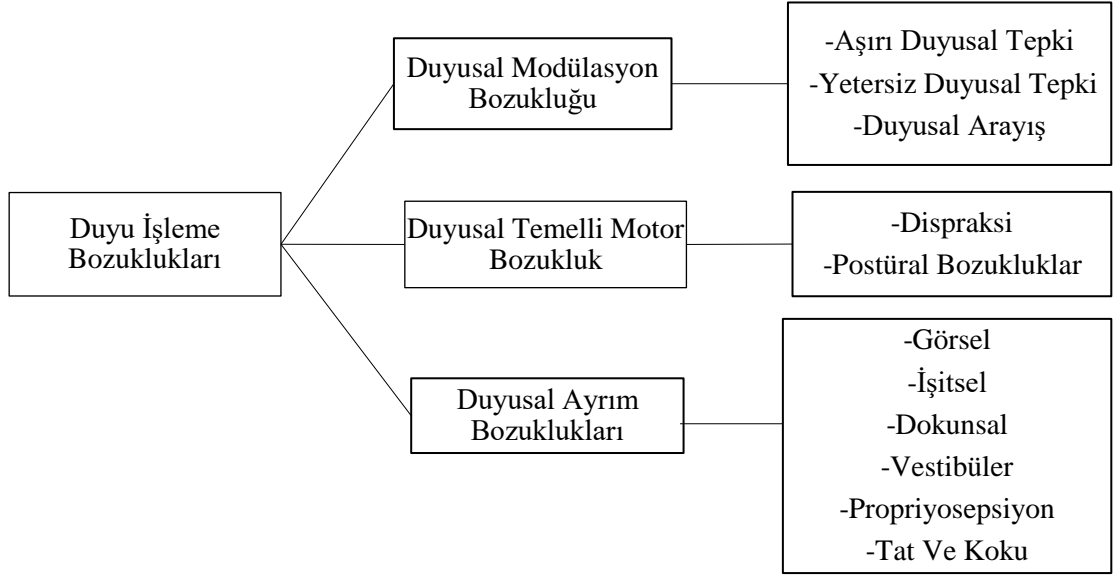 Duyu İşleme
Bozuklukları
Duyusal Modülasyon
Bozukluğu
-Aşırı Duyusal Tepki
-Yetersiz Duyusal Tepki
-Duyusal Arayış
Duyusal Temelli Motor
Bozukluk
-Dispraksi
-Postüral Bozukluklar
Duyusal Ayrım
Bozuklukları
-Görsel
-İşitsel
-Dokunsal
-Vestibüler
-Propriyosepsiyon
-Tat Ve Koku